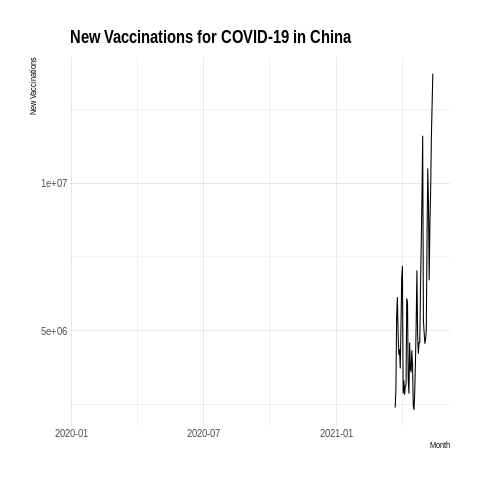 New Vaccinations for COVID-19 in China
New Vaccinations
1e+07
5e+06
2020-01
2020-07
2021-01
Month